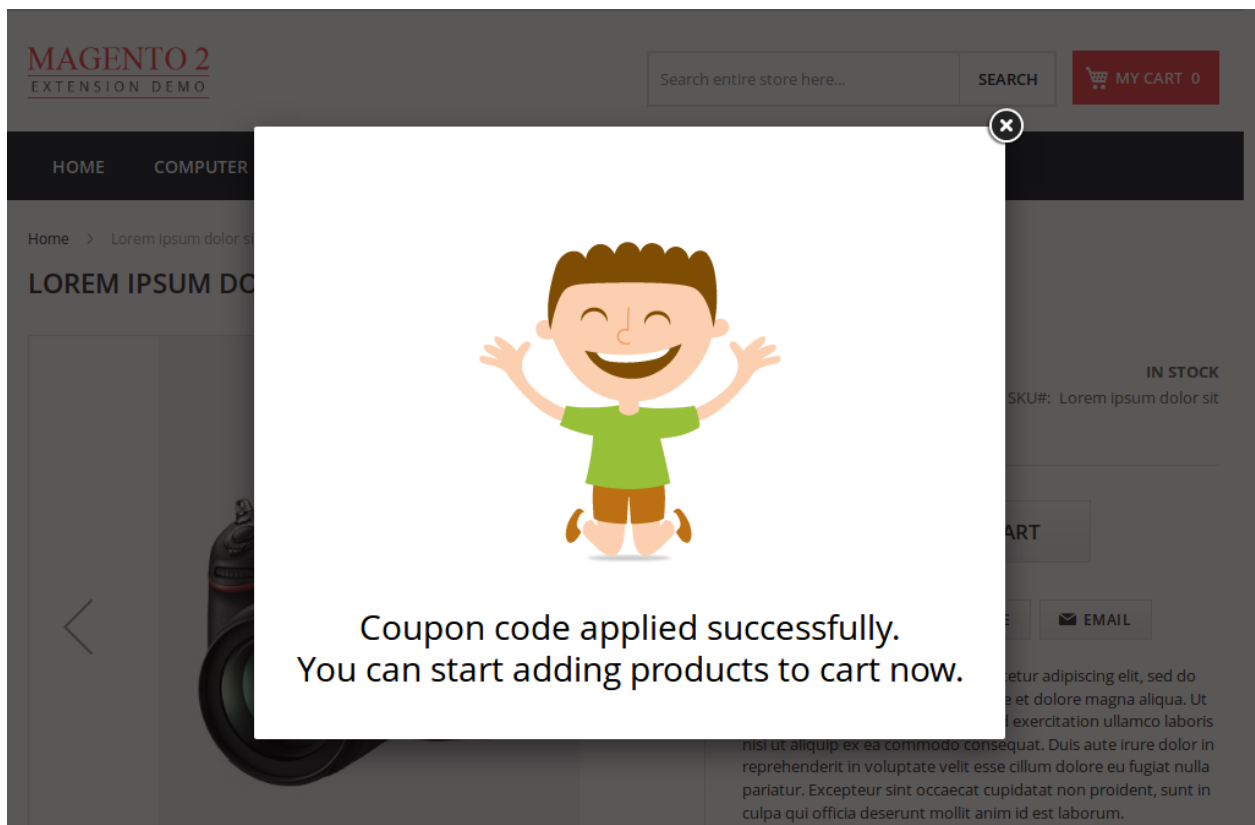 MAGENTO 2
EXTENSION DEMO
Search entire store here...
SEARCH
MY CART 0
HOME
COMPUTER
Home > Lorem ipsum dolor
LOREM IPSUM
IN STOCK
SKU#: Lorem ipsum dolor sit
EMAIL
Coupon code applied successfully.
You can start adding products to cart now.
adipiscing elit, sed do
et dolore magna aliqua. Ut
exercitation ullamco laboris
nisi ut aliquip ex ea commodo consequat. Duis aute irure dolor in
reprehenderit in voluptate velit esse cillum dolore eu fugiat nulla
pariatur. Excepteur sint occaecat cupidatat non proident, sunt in
culpa qui officia deserunt mollit anim id est laborum.